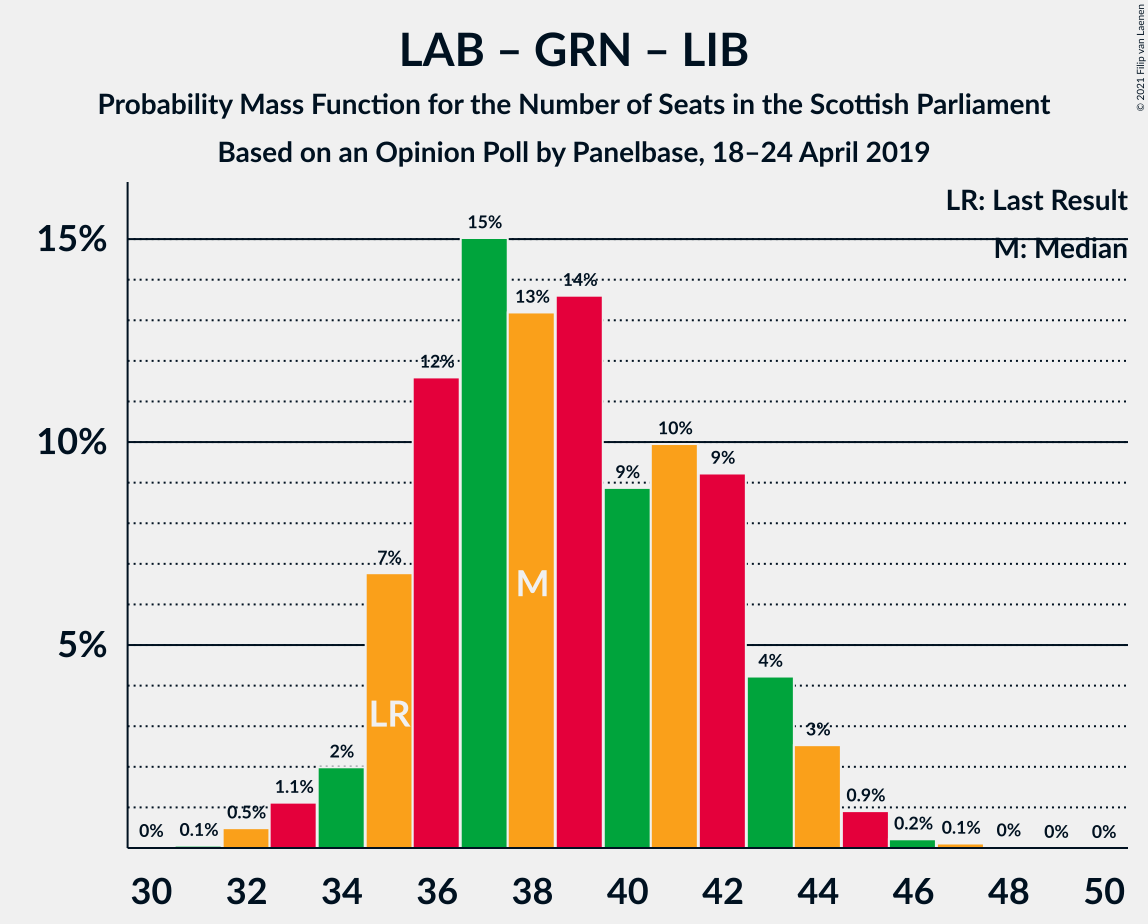 LAB – GRN – LIB
Probability Mass Function for the Number of Seats in the Scottish Parliament
Based on an Opinion Poll by Panelbase, 18–24 April 2019
© 2021 Filip van Laenen
LR: Last Result
M: Median
15%
10%
5%
0%
0.1%
0.5%
1.1%
2%
7%
12%
15%
13%
14%
9%
10%
9%
4%
3%
0.9%
0.2%
0.1%
0%
0%
0%
LR
M
30 32 34 36 38 40 42 44 46 48 50